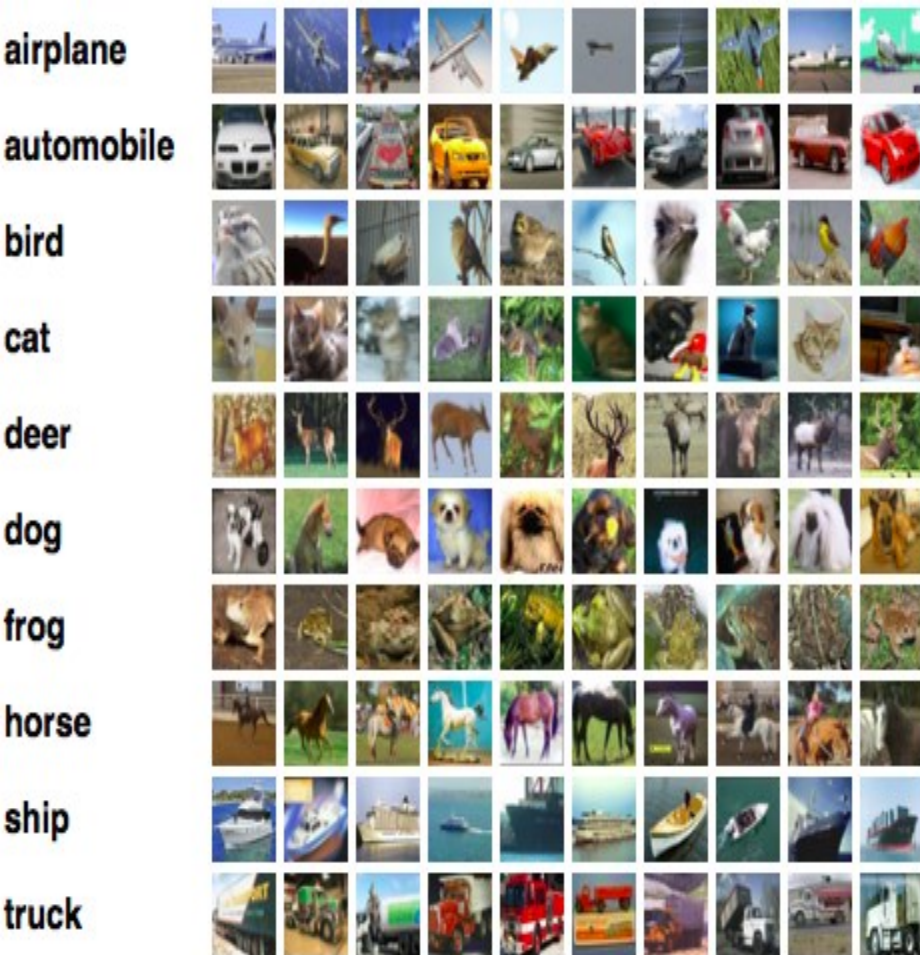 airplane
automobile
bird
cat
deer
dog
frog
horse
ship
truck